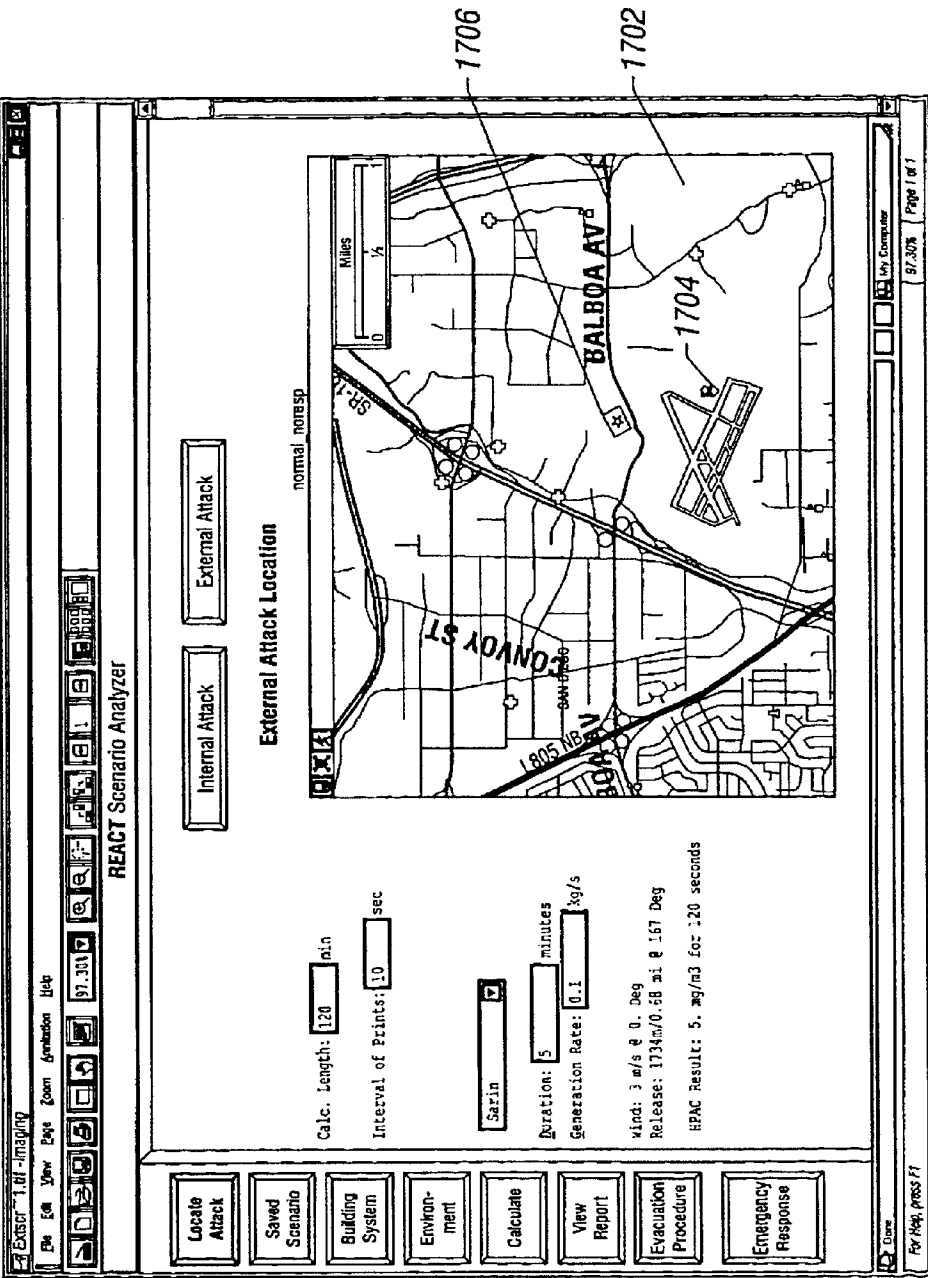 Extscr~1.tif -Imaging
File Edit View Page Zoom Annotation Help
97.30%
REACT Scenario Analyzer
Locate Attack
Saved Scenario
Building System
Environ-ment
Calculate
View Report
Evacuation Procedure
Emergency Response
Internal Attack
External Attack
Calc. Length: 120 min
Interval of Prints: 10 sec
Sarin
Duration: 5 minutes
Generation Rate: 0.1 kg/s
Wind: 3 m/s @ 0. Deg
Release: 1734m/0.68 mi @ 167 Deg
HPAC Result: 5. mg/m3 for 120 seconds
External Attack Location
normal_noresp
Miles
0 ½ 1
CONVOY ST
SAN DIEGO
I 805 NB
BALBOA AV
1704
1706
1702
Done
My Computer
For Help, press F1
97.30%
Page 1 of 1